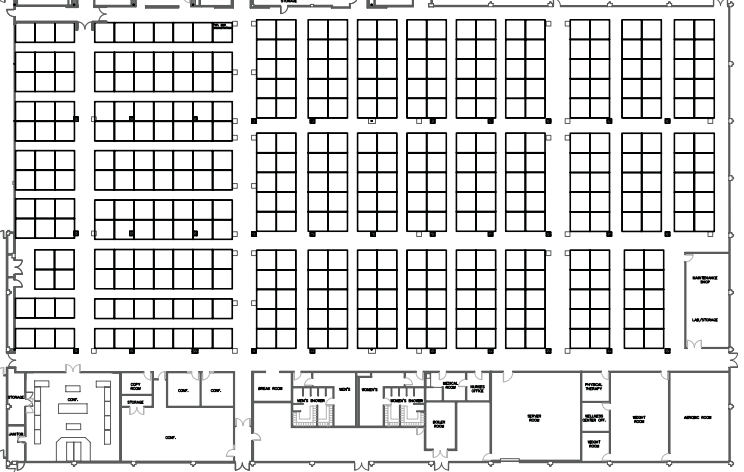 STORAGE
MAINTENANCE
SHOP
LAB/STORAGE
STORAGE
CONF.
JANITOR
COPY
ROOM
STORAGE
CONF.
CONF.
CONF.
BREAK ROOM
MEN'S
MEN'S SHOWER
WOMEN'S
WOMEN'S SHOWER
MEDICAL
ROOM
NURSES
OFFICE
BOILER
ROOM
SERVER
ROOM
PHYSICAL
THERAPY
WELLNESS
CENTER OFF.
WEIGHT
ROOM
WEIGHT
ROOM
AEROBIC ROOM